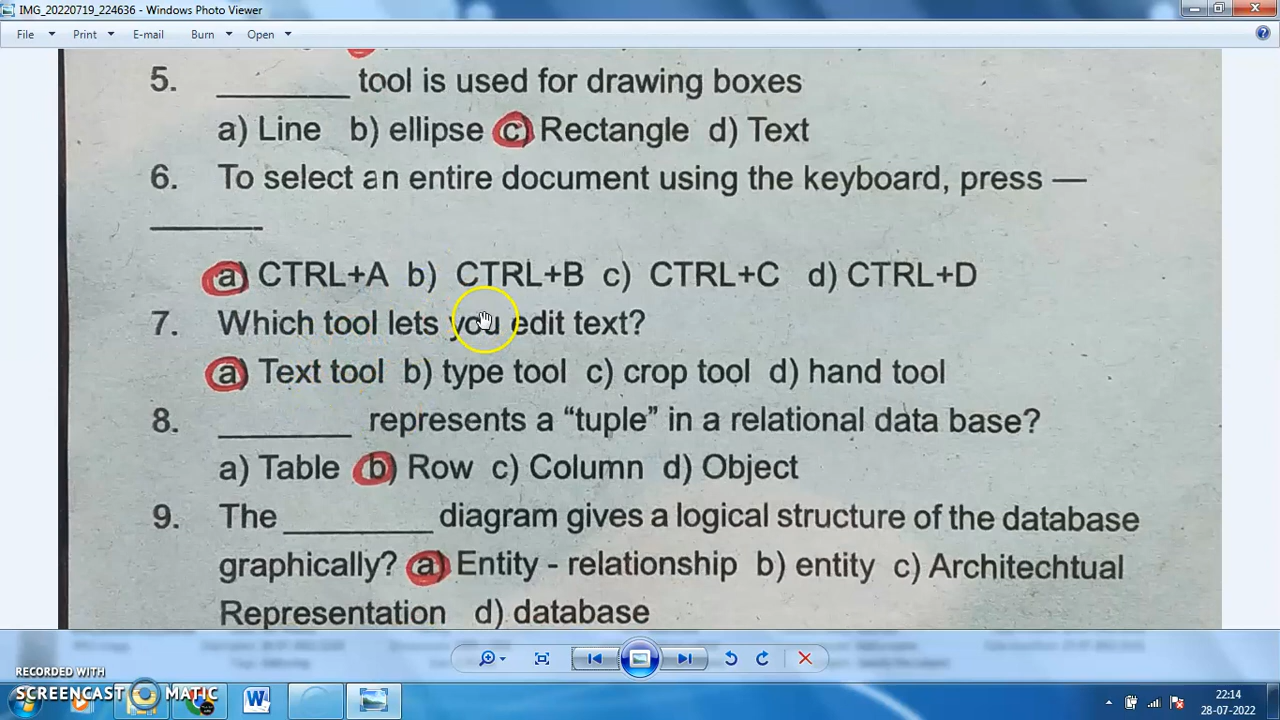 IMG_20220719_224636 - Windows Photo Viewer
File Print E-mail Burn Open
5. ________ tool is used for drawing boxes
a) Line b) ellipse c) Rectangle d) Text
6. To select an entire document using the keyboard, press —
_______
a) CTRL+A b) CTRL+B c) CTRL+C d) CTRL+D
7. Which tool lets you edit text?
a) Text tool b) type tool c) crop tool d) hand tool
8. ________ represents a “tuple” in a relational data base?
a) Table b) Row c) Column d) Object
9. The _________ diagram gives a logical structure of the database
graphically? a) Entity - relationship b) entity c) Architechtual
Representation d) database
RECORDED WITH
SCREENCAST MATIC
22:14
28-07-2022